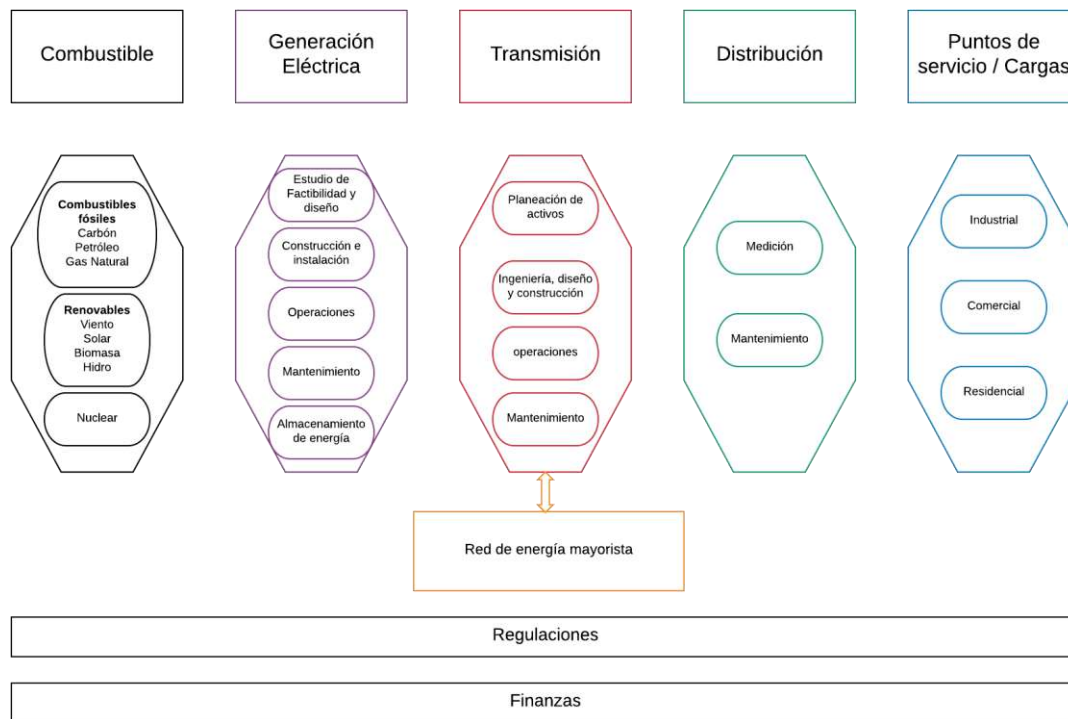 Combustible
Generación
Eléctrica
Transmisión
Distribución
Puntos de
servicio / Cargas
Combustibles
fósiles
Carbón
Petróleo
Gas Natural
Renovables
Viento
Solar
Biomasa
Hidro
Nuclear
Estudio de
Factibilidad y
diseño
Construcción e
instalación
Operaciones
Mantenimiento
Almacenamiento
de energía
Planeación de
activos
Ingeniería, diseño
y construcción
operaciones
Mantenimiento
Medición
Mantenimiento
Industrial
Comercial
Residencial
Red de energía mayorista
Regulaciones
Finanzas